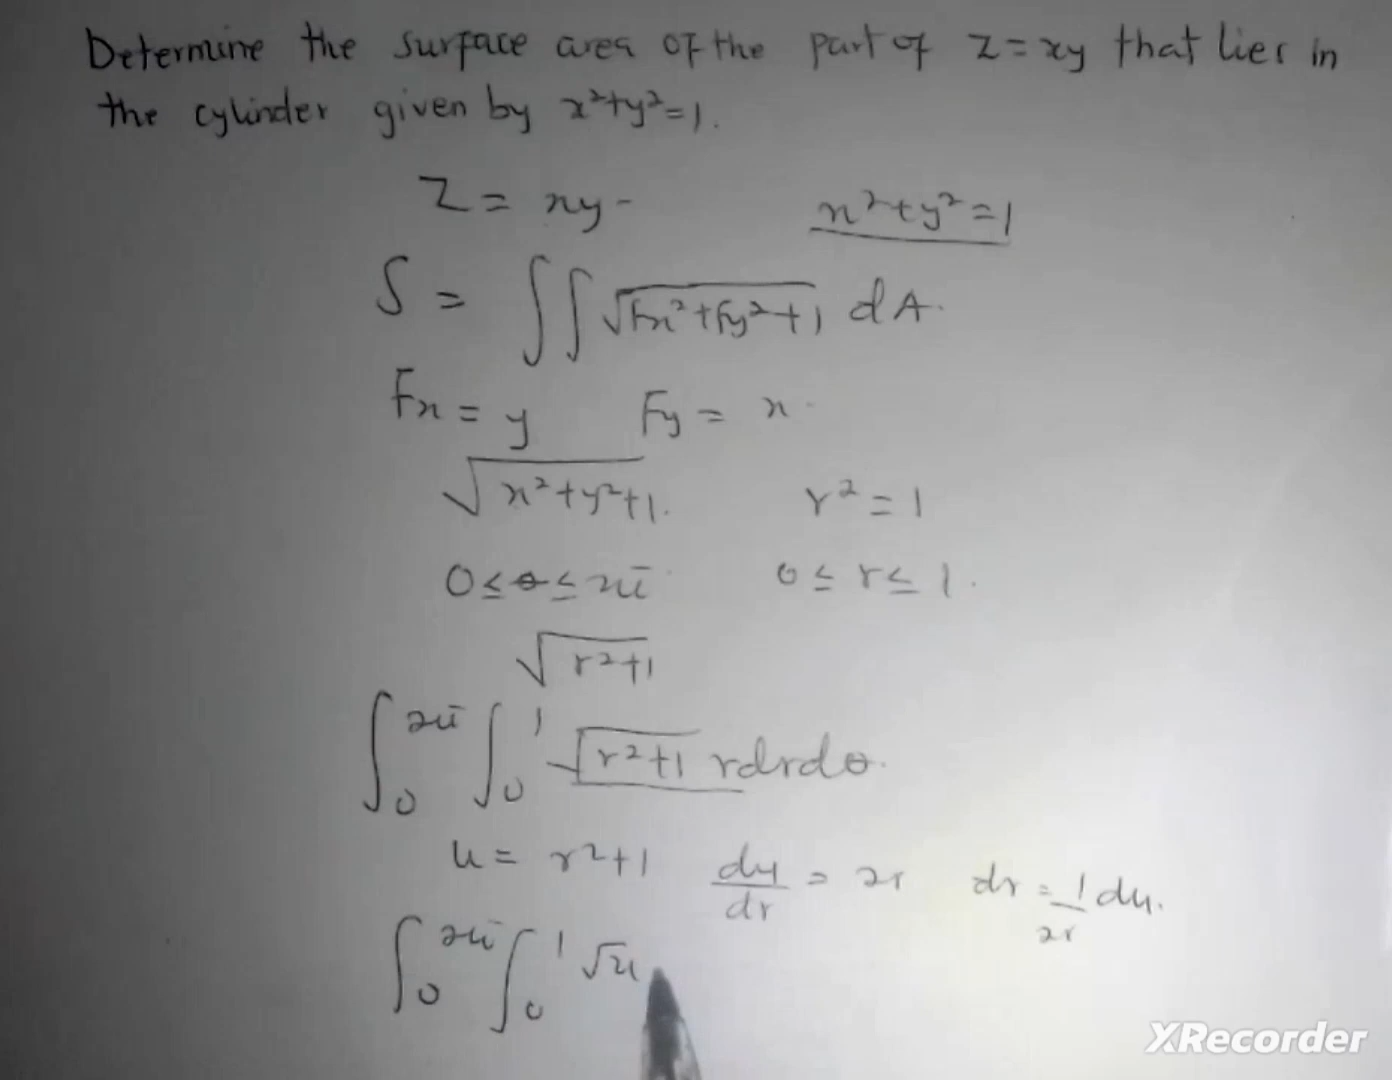 Determine the surface area of the part of z = xy that lies in
the cylinder given by x²+y²=1.
Z = xy x²+y²=1
S = ∫∫ √Fx²+Fy²+1 dA.
Fx = y Fy = x
√x²+y²+1. r² = 1
0≤θ≤2π 0≤r≤1.
√r²+1
∫₀^2π ∫₀^1 √r²+1 rdrdθ.
u = r²+1 du/dr = 2r dr = 1/2r du.
∫₀^2π ∫₀^1 √u
XRecorder